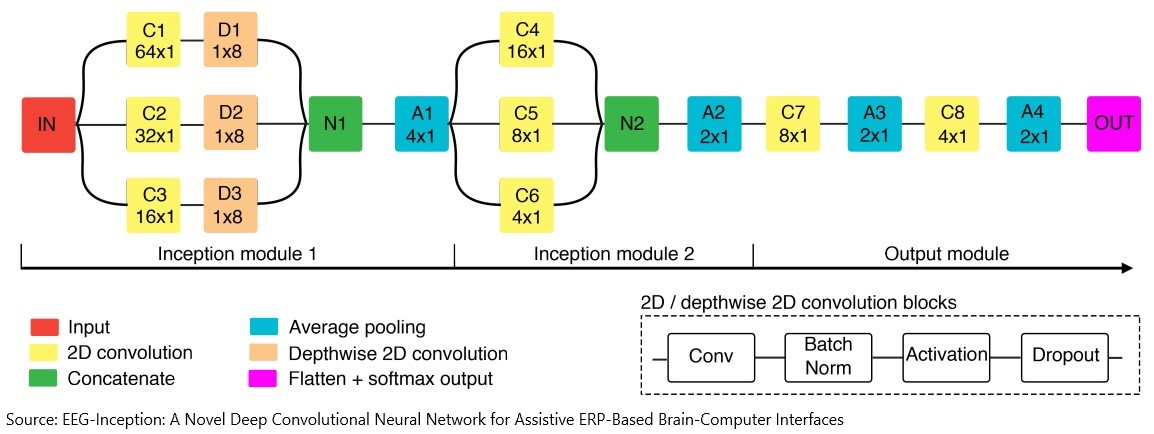 IN
C1
64x1
D1
1x8
C2
32x1
D2
1x8
C3
16x1
D3
1x8
N1
A1
4x1
C4
16x1
C5
8x1
C6
4x1
N2
A2
2x1
C7
8x1
A3
2x1
C8
4x1
A4
2x1
OUT
Inception module 1
Inception module 2
Output module
Input
2D convolution
Concatenate
Average pooling
Depthwise 2D convolution
Flatten + softmax output
2D / depthwise 2D convolution blocks
Conv
Batch
Norm
Activation
Dropout
Source: EEG-Inception: A Novel Deep Convolutional Neural Network for Assistive ERP-Based Brain-Computer Interfaces